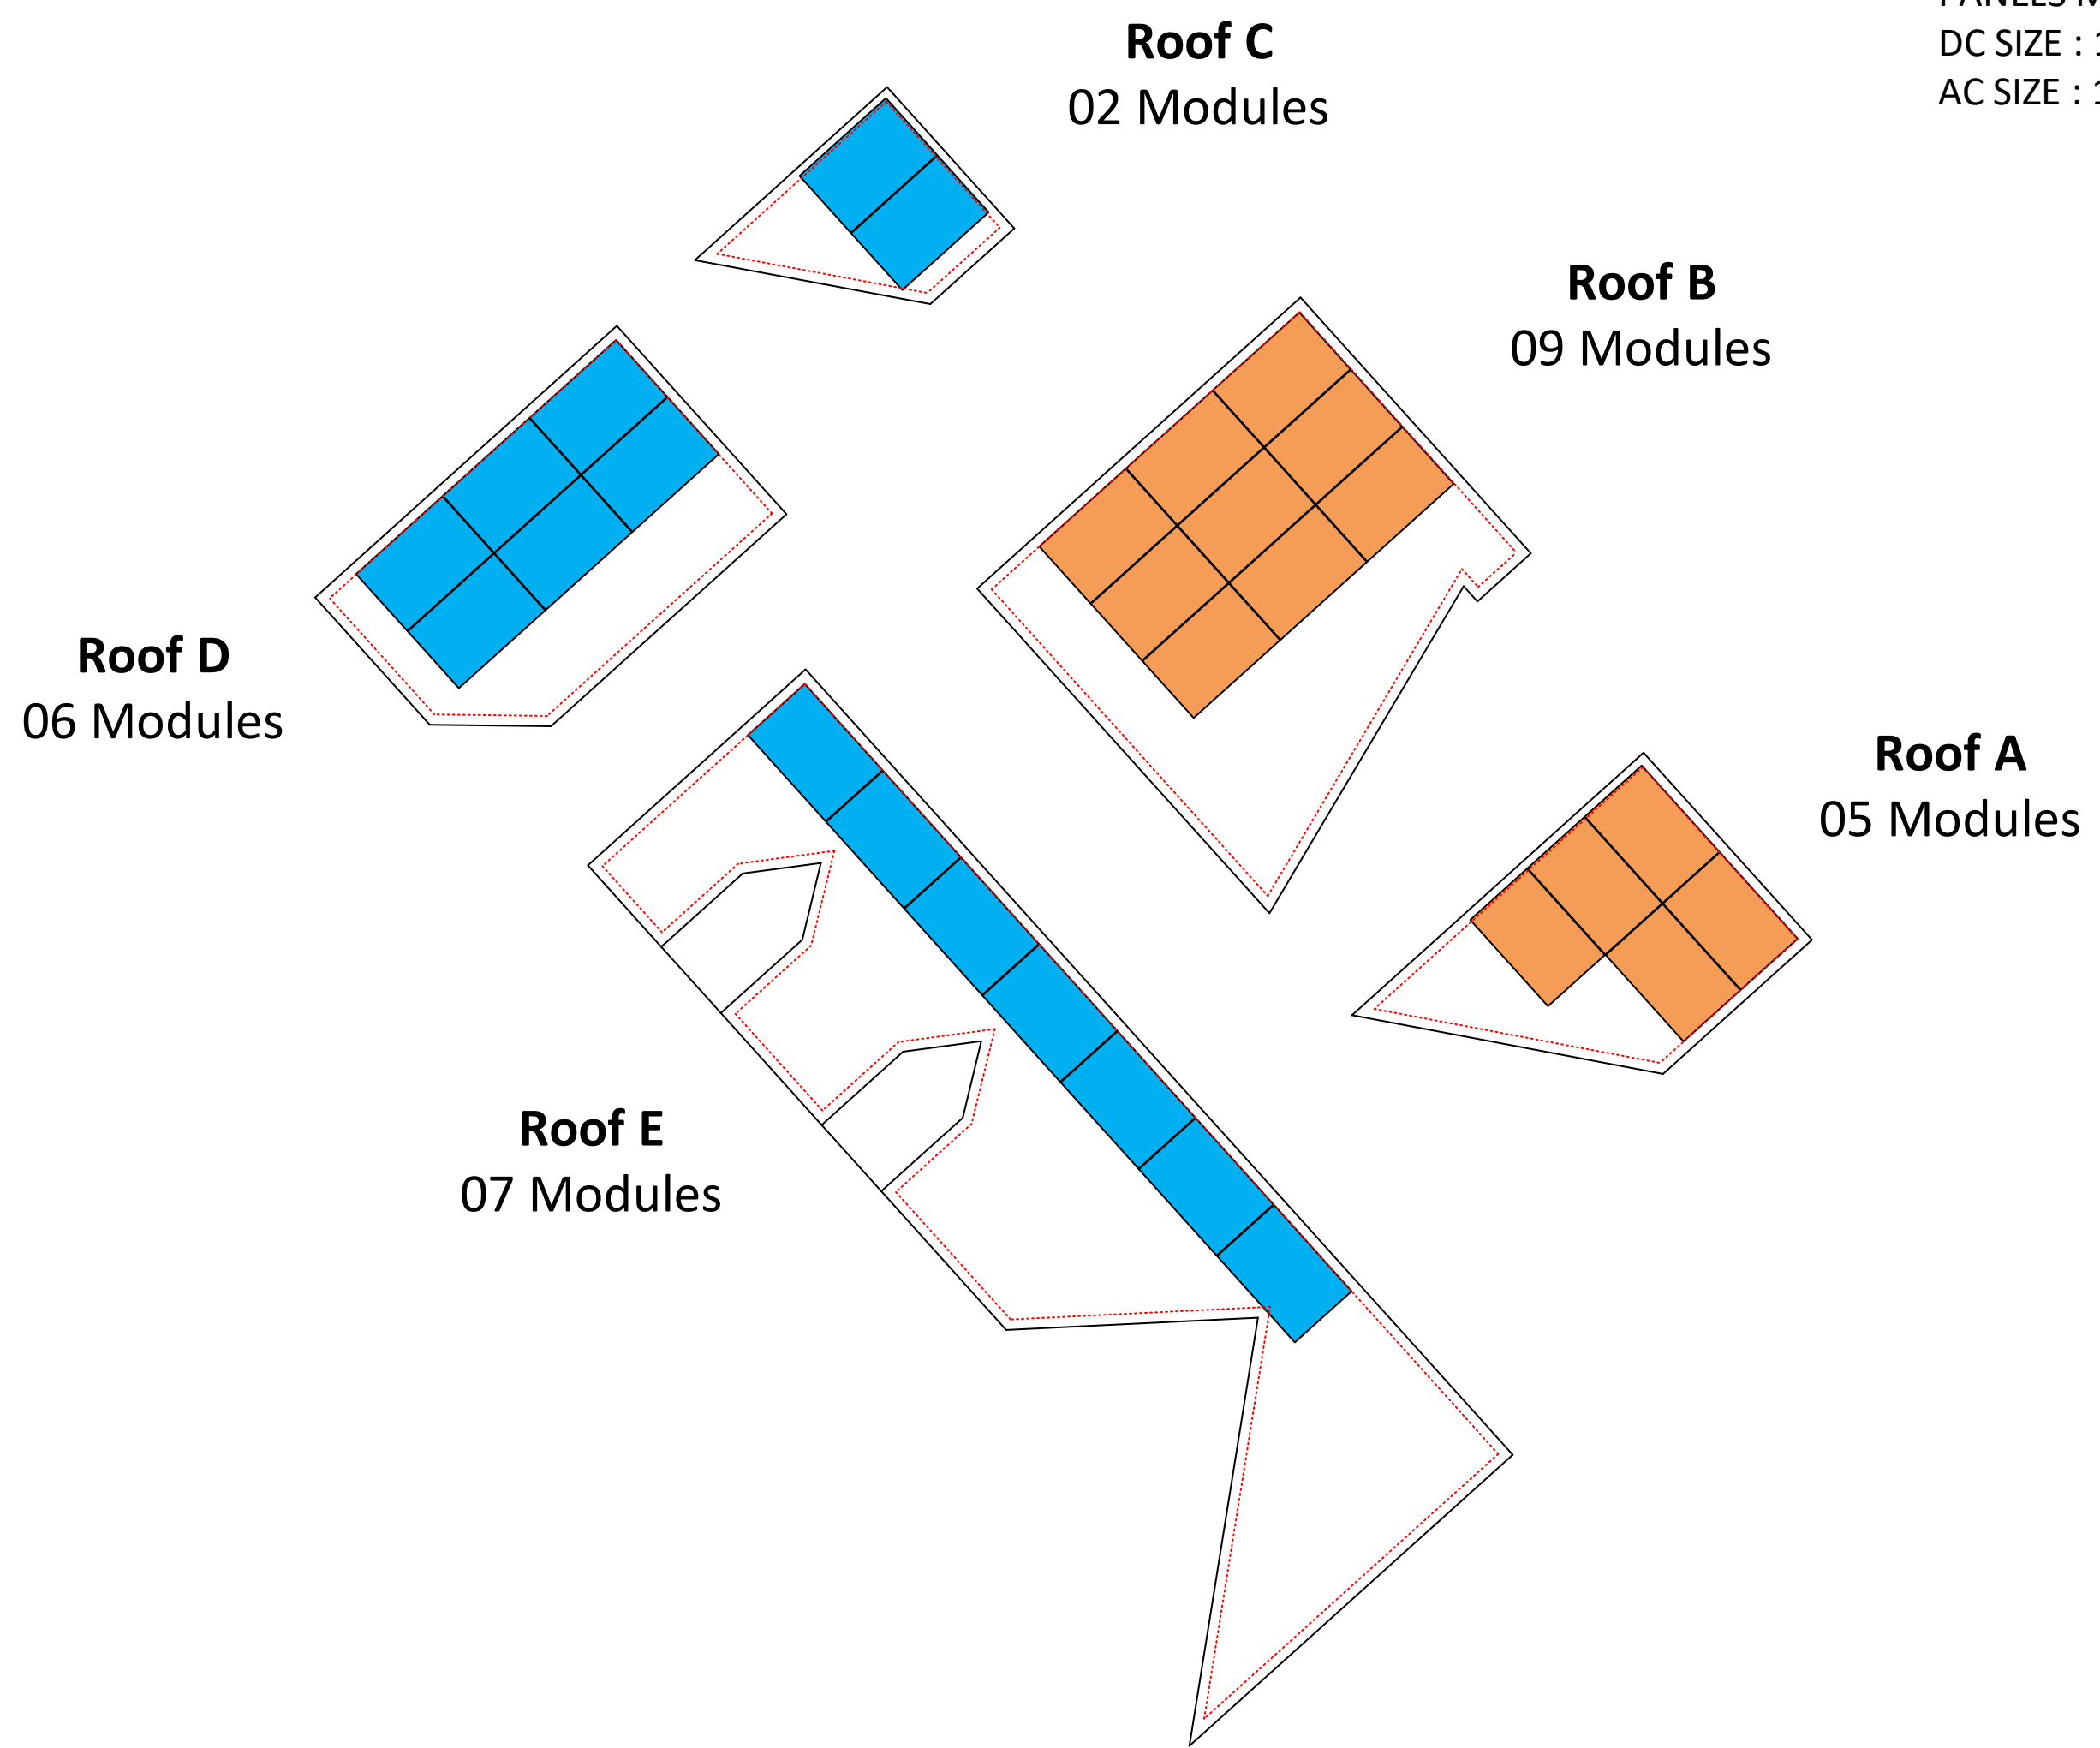 Roof C
02 Modules
DC SIZE :
AC SIZE :
Roof B
09 Modules
Roof D
06 Modules
Roof A
05 Modules
Roof E
07 Modules